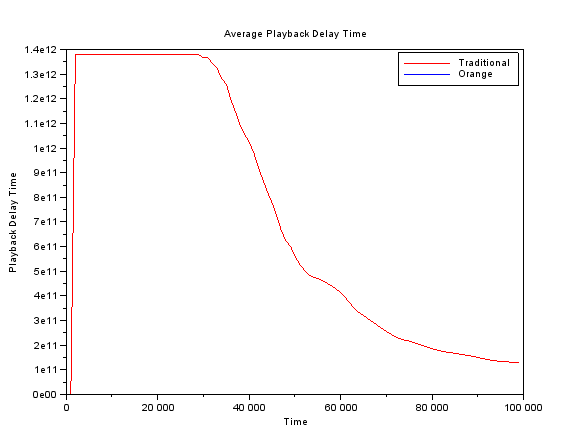 Average Playback Delay Time
Traditional
Orange
1.4e12
1.3e12
1.2e12
1.1e12
1e12
9e11
8e11
7e11
6e11
5e11
4e11
3e11
2e11
1e11
0e00
Playback Delay Time
0 20 000 40 000 60 000 80 000 100 000
Time